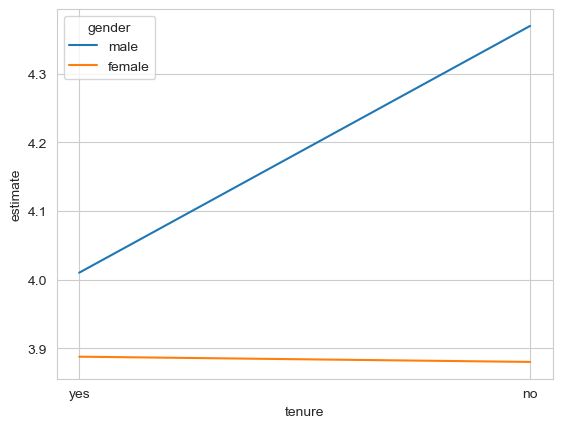 gender
male
female
4.3
4.2
4.1
4.0
3.9
estimate
yes
no
tenure